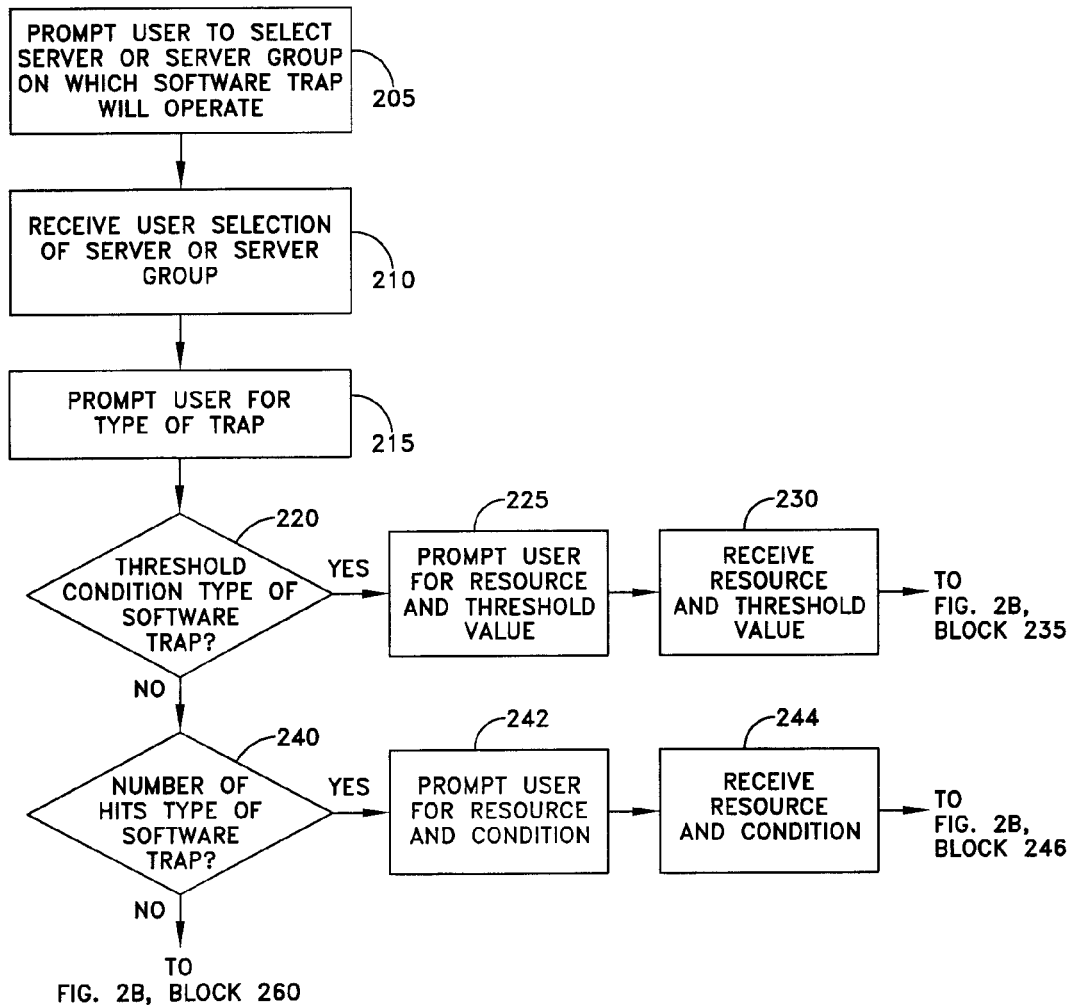 PROMPT USER TO SELECT
SERVER OR SERVER GROUP
ON WHICH SOFTWARE TRAP
WILL OPERATE
205
RECEIVE USER SELECTION
OF SERVER OR SERVER
GROUP
210
PROMPT USER FOR
TYPE OF TRAP
215
220
THRESHOLD
CONDITION TYPE OF
SOFTWARE
TRAP?
YES
225
PROMPT USER
FOR RESOURCE
AND THRESHOLD
VALUE
230
RECEIVE
RESOURCE
AND THRESHOLD
VALUE
TO
FIG. 2B,
BLOCK 235
NO
240
NUMBER OF
HITS TYPE OF
SOFTWARE
TRAP?
YES
242
PROMPT USER
FOR RESOURCE
AND CONDITION
244
RECEIVE
RESOURCE
AND CONDITION
TO
FIG. 2B,
BLOCK 246
NO
TO
FIG. 2B, BLOCK 260